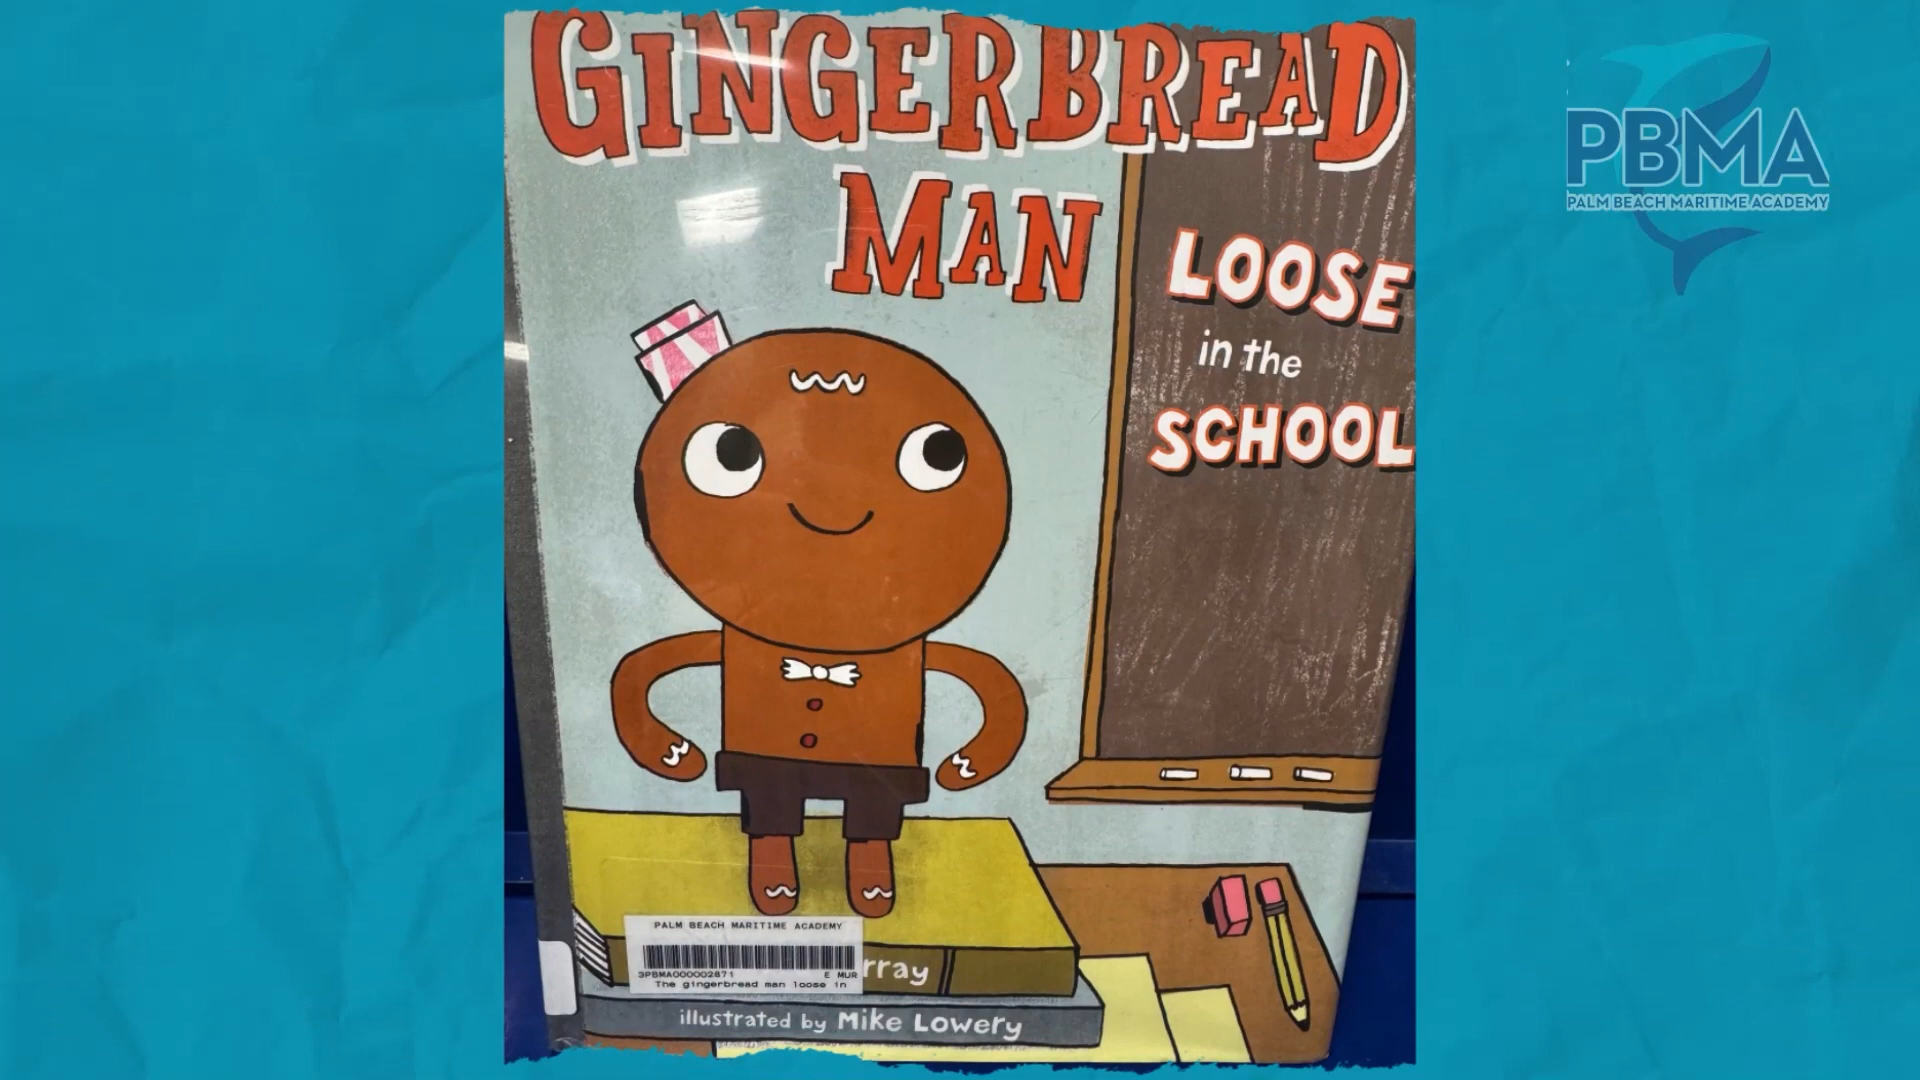 GINGERBREAD
MAN
LOOSE
in the
SCHOOL
PBMA
PALM BEACH MARITIME ACADEMY
PALM BEACH MARITIME ACADEMY
3PBMA000002871 E MUR
The gingerbread man loose in
rray
illustrated by Mike Lowery